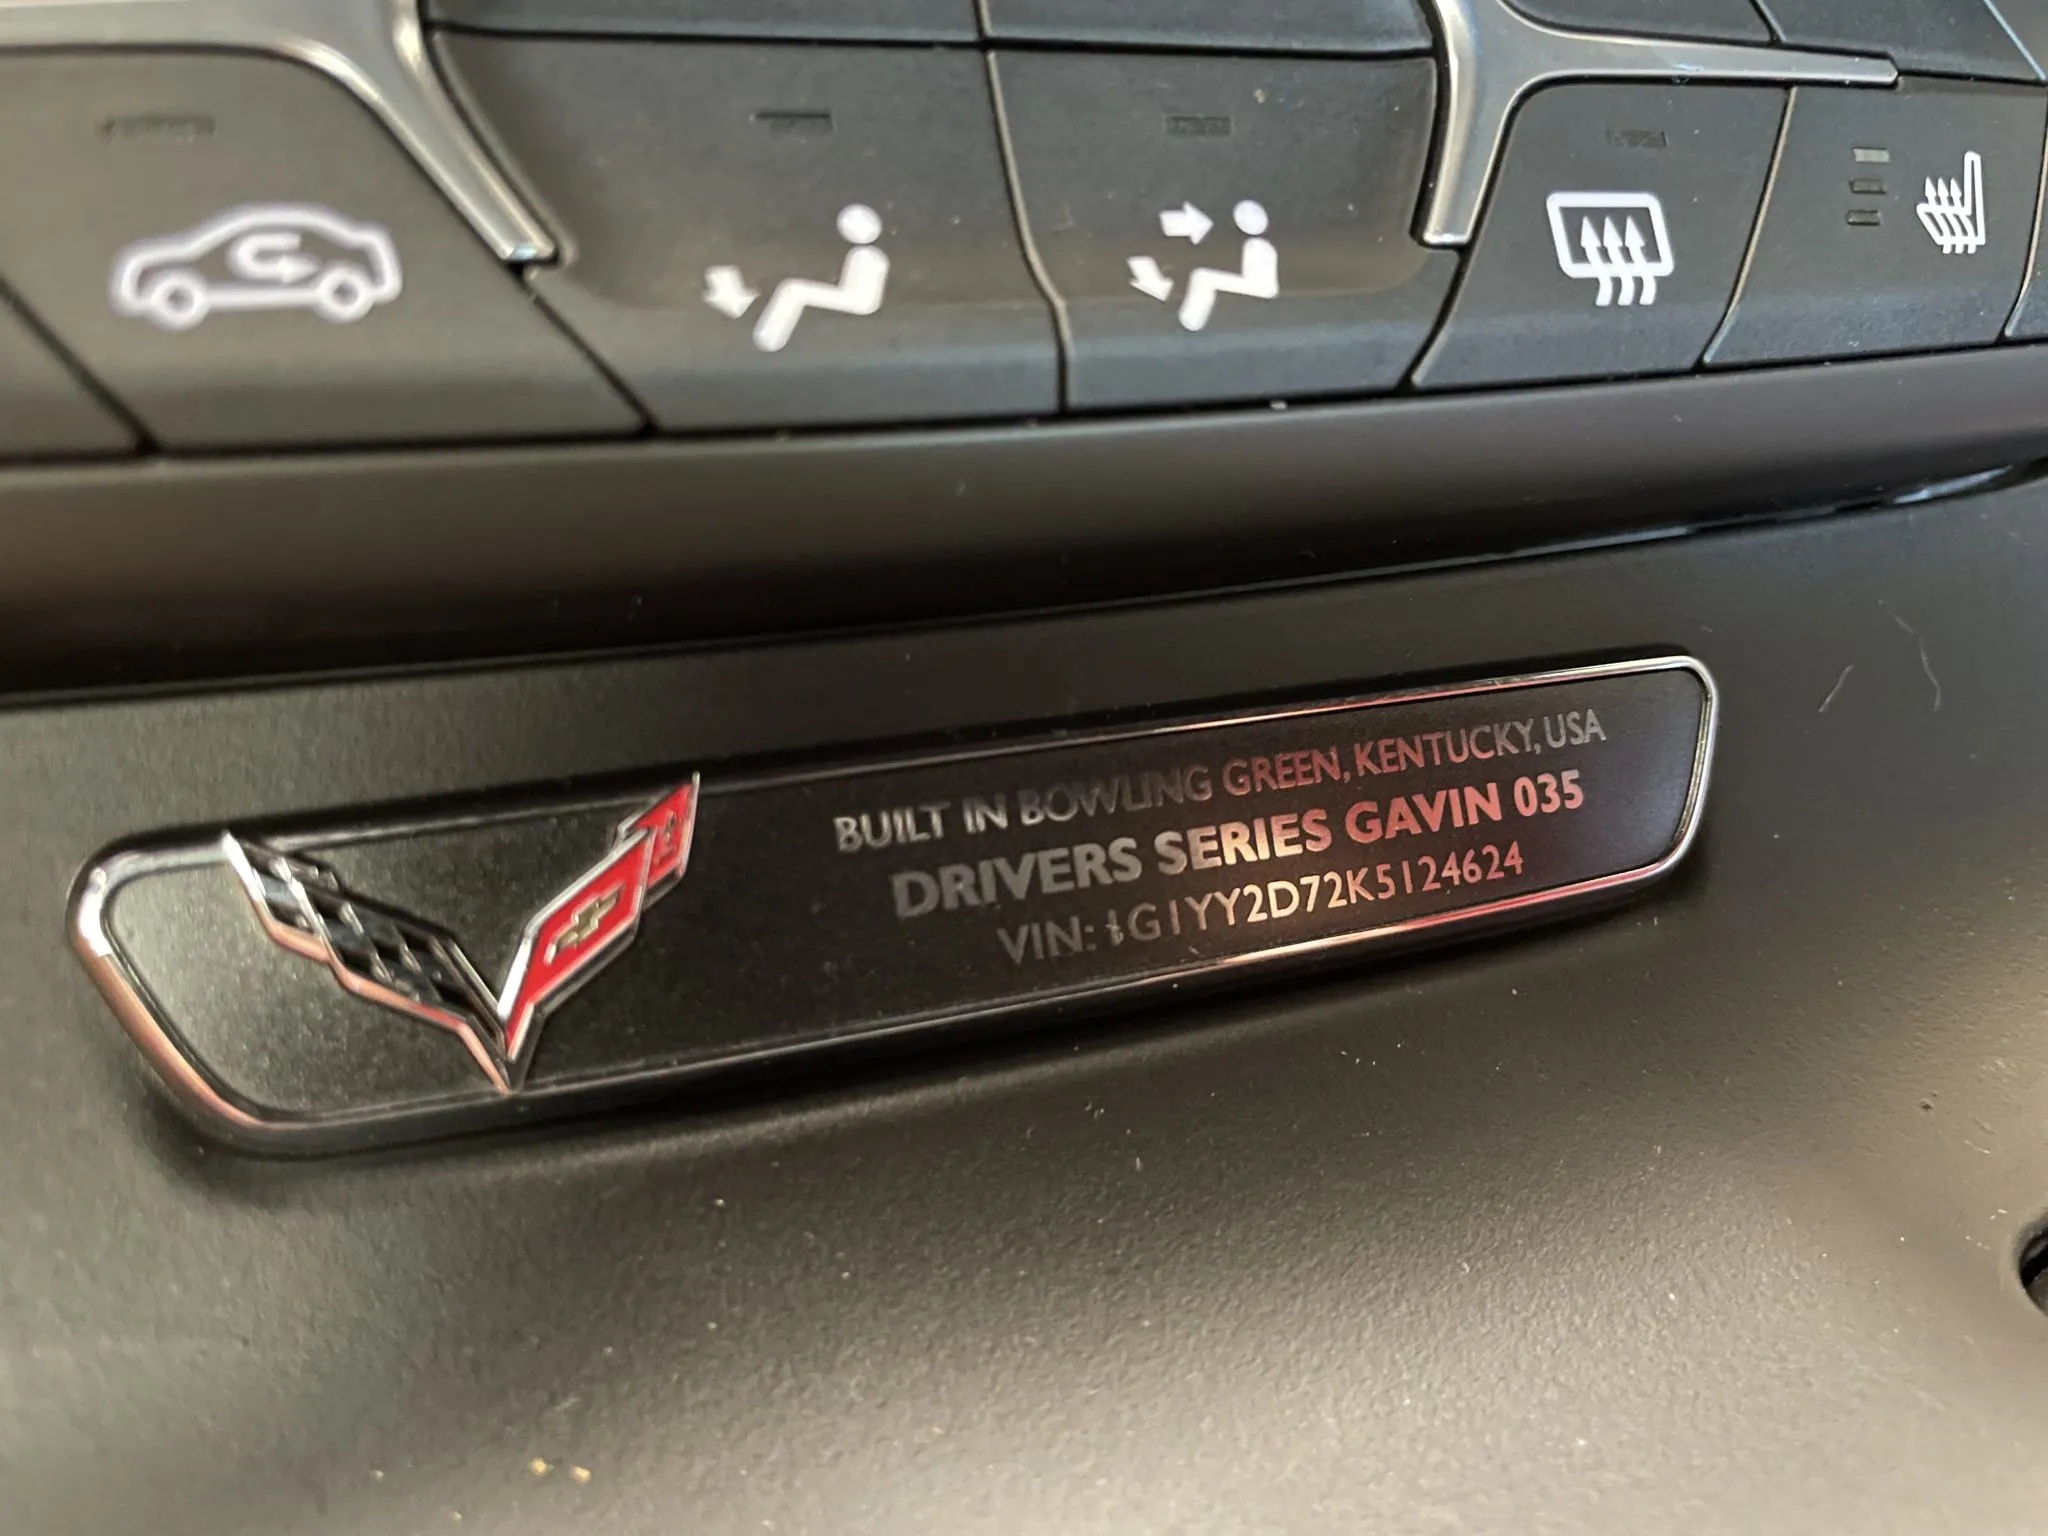 BUILT IN BOWLING GREEN, KENTUCKY, USA
DRIVERS SERIES GAVIN 035
VIN: 1G1YY2D72K5124624